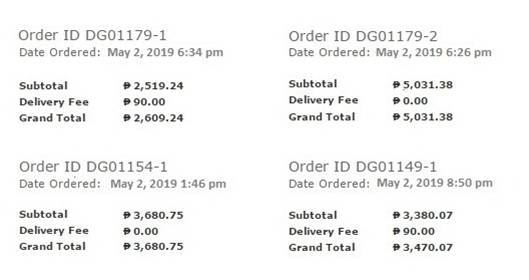 Order ID DG01179-1
Date Ordered: May 2, 2019 6:34 pm
Subtotal ₱ 2,519.24
Delivery Fee ₱ 90.00
Grand Total ₱ 2,609.24
Order ID DG01179-2
Date Ordered: May 2, 2019 6:26 pm
Subtotal ₱ 5,031.38
Delivery Fee ₱ 0.00
Grand Total ₱ 5,031.38
Order ID DG01154-1
Date Ordered: May 2, 2019 1:46 pm
Subtotal ₱ 3,680.75
Delivery Fee ₱ 0.00
Grand Total ₱ 3,680.75
Order ID DG01149-1
Date Ordered: May 2, 2019 8:50 pm
Subtotal ₱ 3,380.07
Delivery Fee ₱ 90.00
Grand Total ₱ 3,470.07